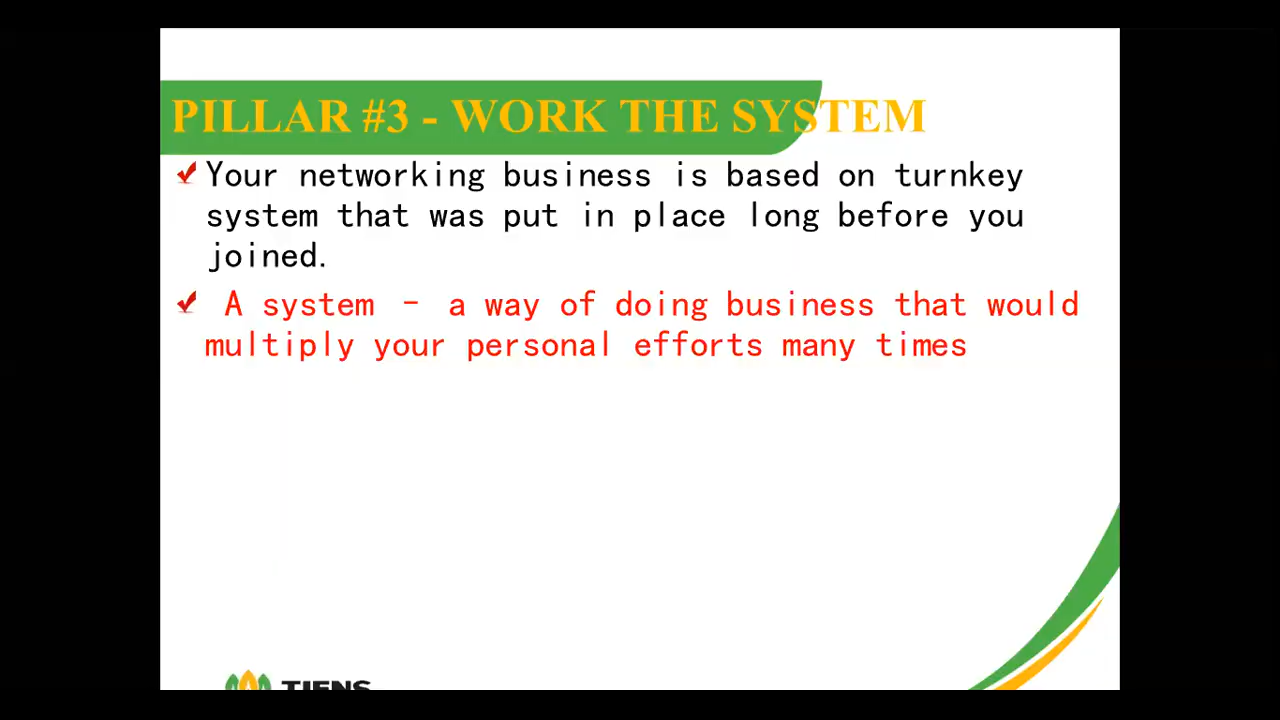 PILLAR #3 - WORK THE SYSTEM
Your networking business is based on turnkey
system that was put in place long before you
joined.
A system – a way of doing business that would
multiply your personal efforts many times
TIENS